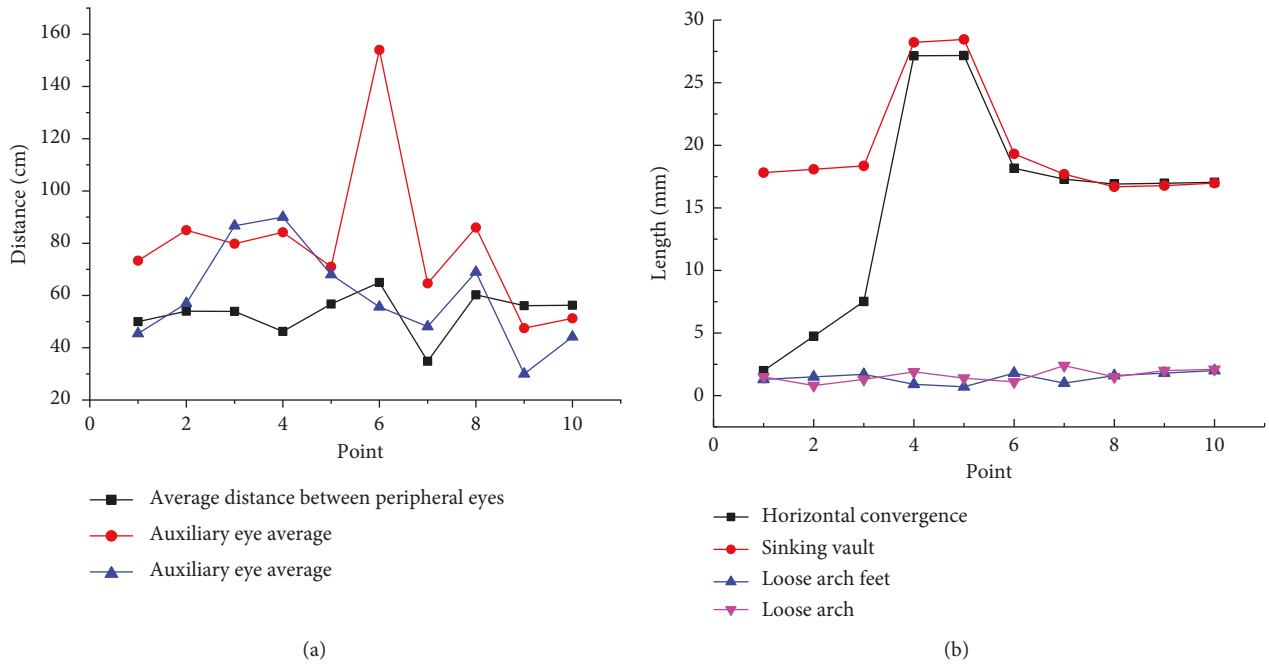 160
140
120
100
80
60
40
20
0 2 4 6 8 10
Distance (cm)
Point
Average distance between peripheral eyes
Auxiliary eye average
Auxiliary eye average
(a)
30
25
20
15
10
5
0
0 2 4 6 8 10
Length (mm)
Point
Horizontal convergence
Sinking vault
Loose arch feet
Loose arch
(b)